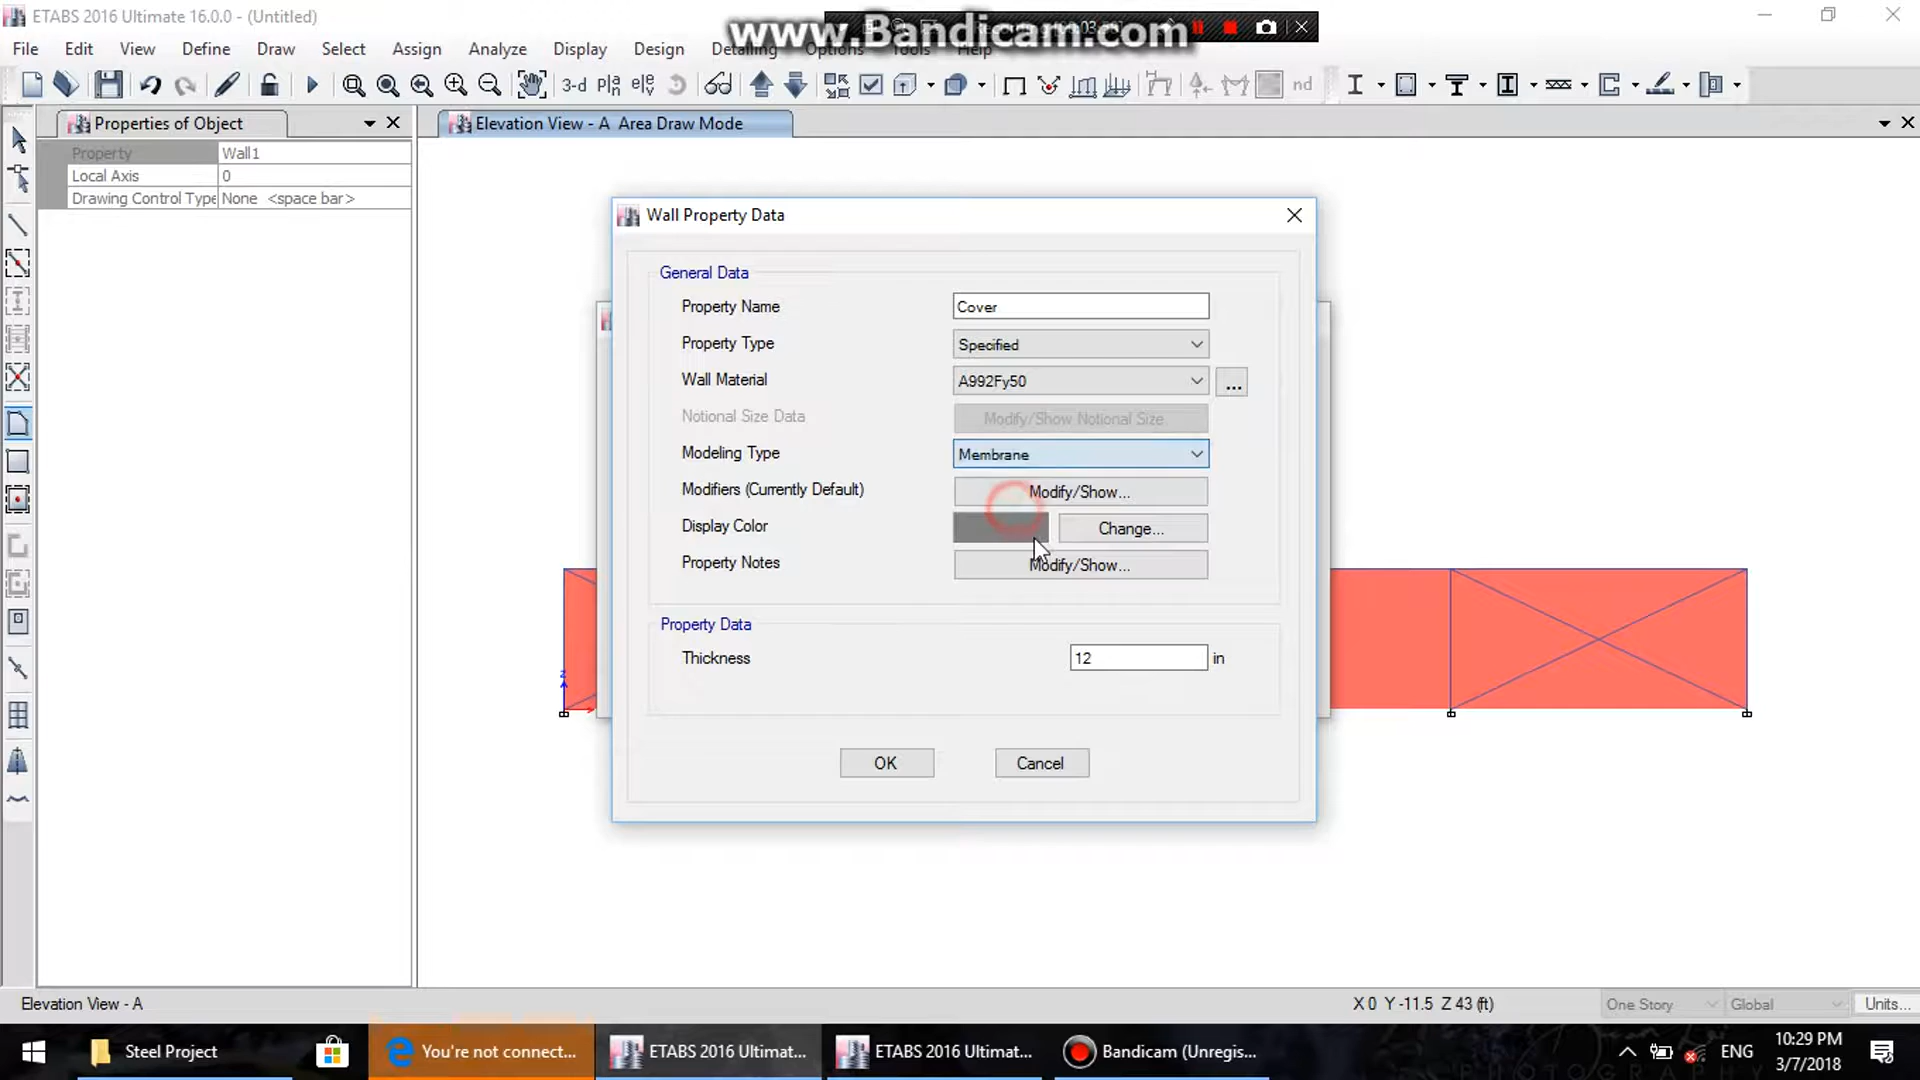 ETABS 2016 Ultimate 16.0.0 - (Untitled)
www.Bandicam.com
File Edit View Define Draw Select Assign Analyze Display Design Detailing Options Tools Help
3-d nd
Properties of Object
Elevation View - A Area Draw Mode
Property Wall1
Local Axis 0
Drawing Control Type None <space bar>
Wall Property Data
General Data
Property Name Cover
Property Type Specified
Wall Material A992Fy50 ...
Notional Size Data Modify/Show Notional Size
Modeling Type Membrane
Modifiers (Currently Default) Modify/Show...
Display Color Change...
Property Notes Modify/Show...
Property Data
Thickness 12 in
OK Cancel
Elevation View - A
X 0 Y -11.5 Z 43 (ft)
One Story Global Units...
Steel Project
You're not connect...
ETABS 2016 Ultimat...
ETABS 2016 Ultimat...
Bandicam (Unregis...
ENG
10:29 PM
3/7/2018